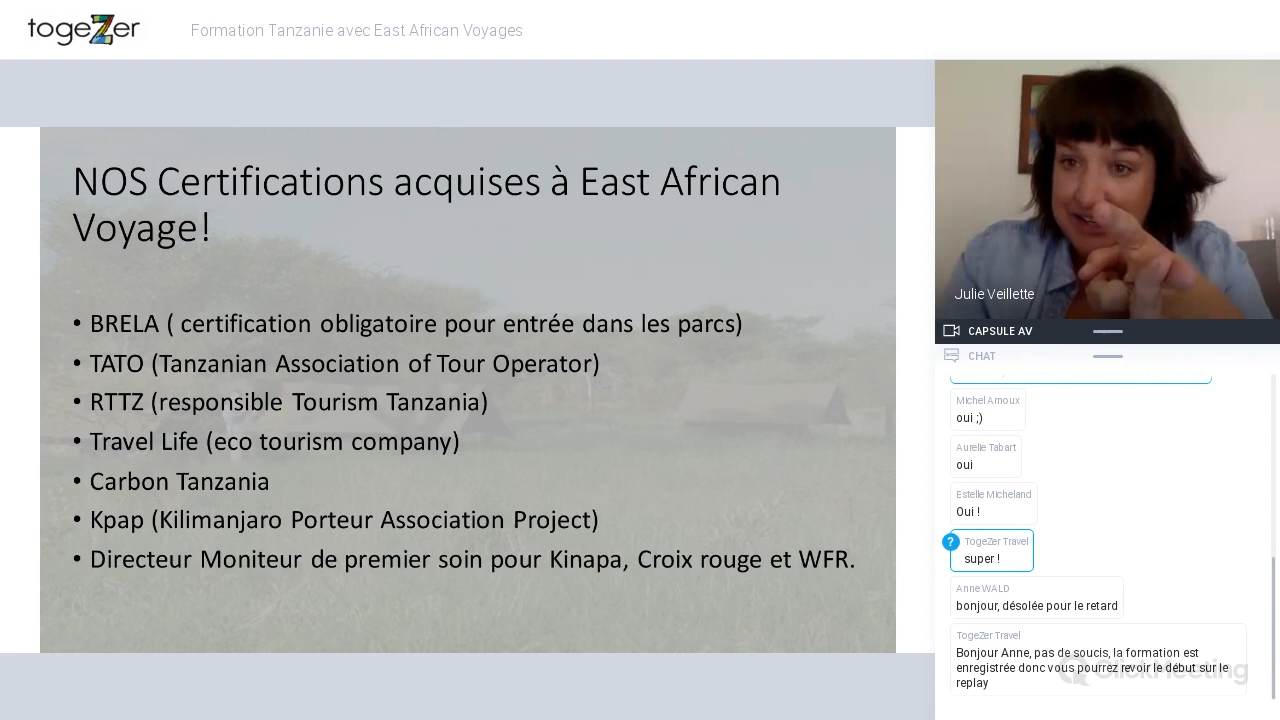 togeZer
Formation Tanzanie avec East African Voyages
NOS Certifications acquises à East African
Voyage!
• BRELA ( certification obligatoire pour entrée dans les parcs)
• TATO (Tanzanian Association of Tour Operator)
• RTTZ (responsible Tourism Tanzania)
• Travel Life (eco tourism company)
• Carbon Tanzania
• Kpap (Kilimanjaro Porteur Association Project)
• Directeur Moniteur de premier soin pour Kinapa, Croix rouge et WFR.
Julie Veillette
CAPSULE AV
CHAT
Michel Arnoux
oui ;)
Aurelie Tabart
oui
Estelle Micheland
Oui !
?
TogeZer Travel
super !
Anne WALD
bonjour, désolée pour le retard
TogeZer Travel
Bonjour Anne, pas de soucis, la formation est
enregistrée donc vous pourrez revoir le début sur le
replay
ClickMeeting